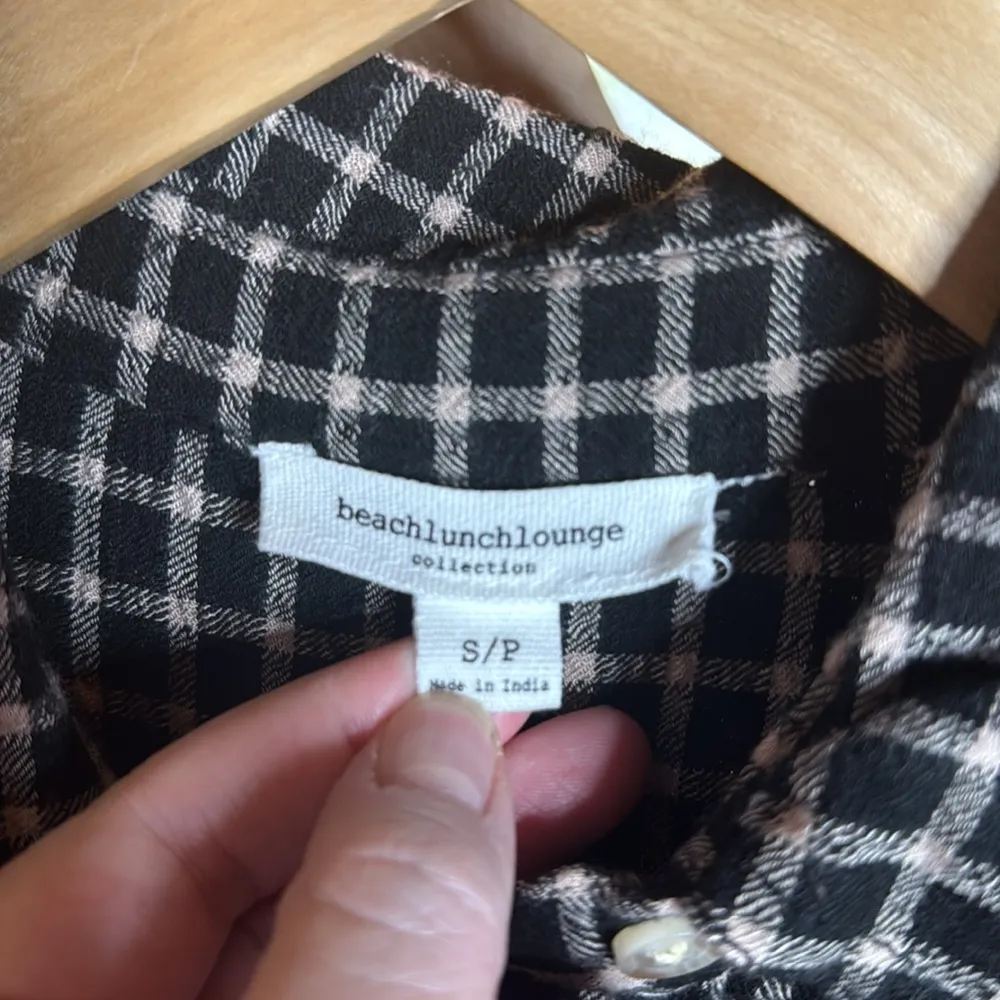 beachlunchlounge
collection
S/P
Made in India